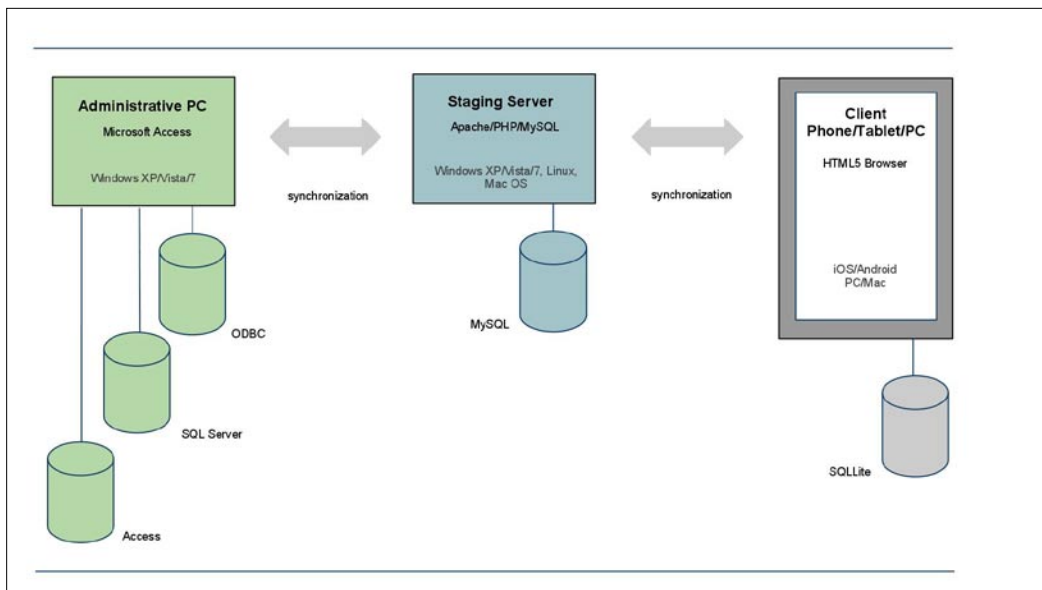 Administrative PC
Microsoft Access
Windows XP/Vista/7
synchronization
Staging Server
Apache/PHP/MySQL
Windows XP/Vista/7, Linux,
Mac OS
synchronization
Client
Phone/Tablet/PC
HTML5 Browser
iOS/Android
PC/Mac
ODBC
MySQL
SQL Server
SQLLite
Access